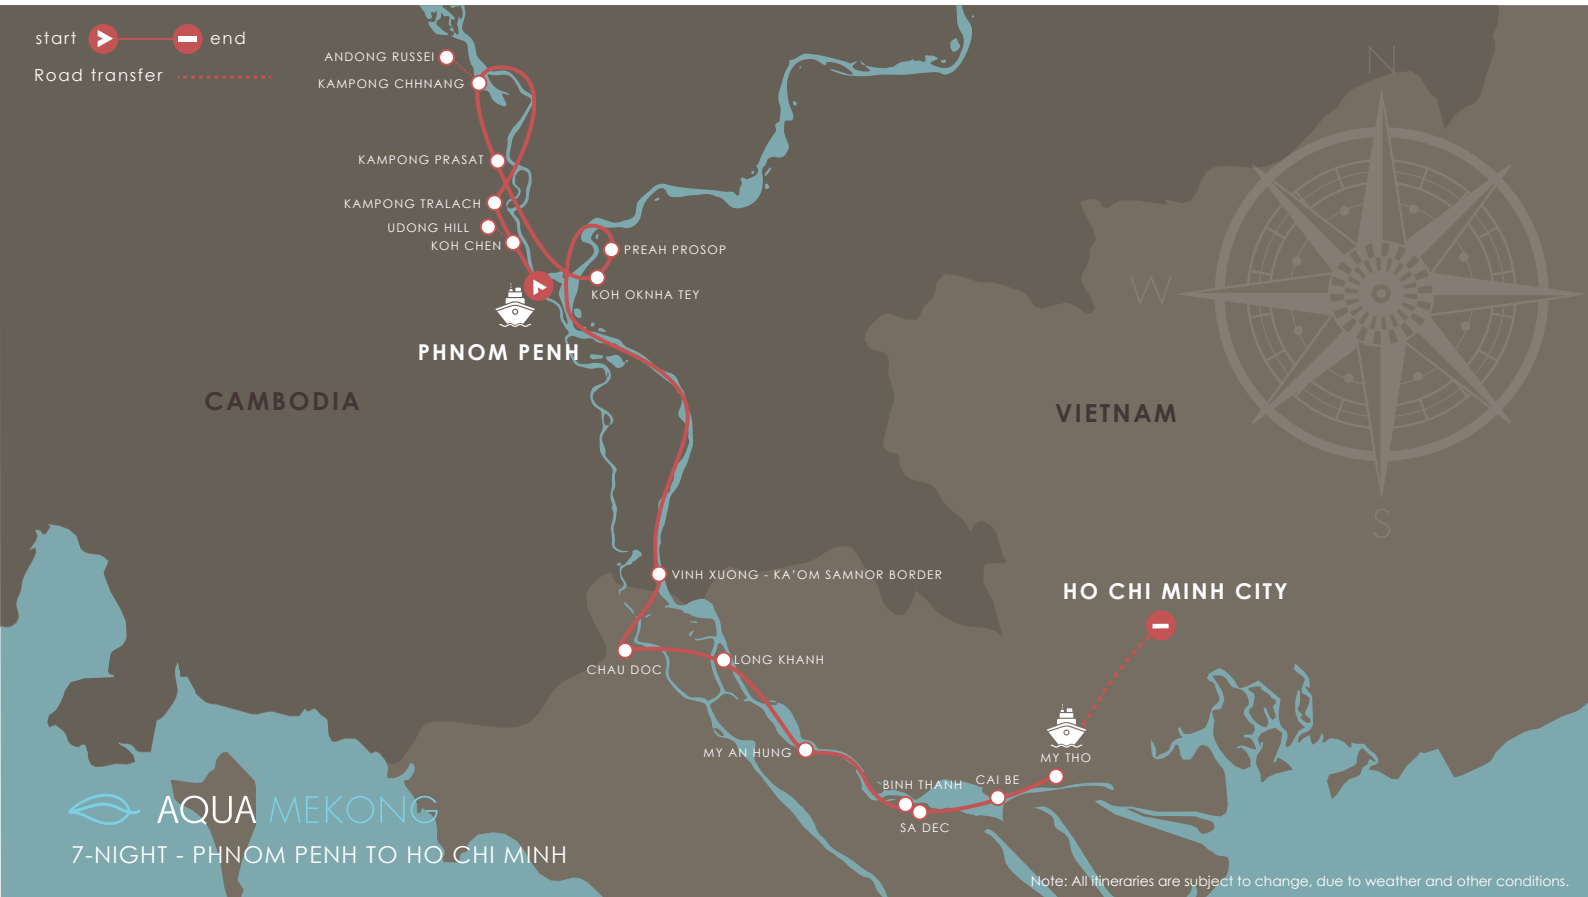 start end
Road transfer
N
ANDONG RUSSEI
KAMPONG CHHNANG
KAMPONG PRASAT
KAMPONG TRALACH
UDONG HILL
KOH CHEN
PREAH PROSOP
KOH OKNHA TEY
W
PHNOM PENH
CAMBODIA
VIETNAM
S
VINH XUONG - KA'OM SAMNOR BORDER
HO CHI MINH CITY
CHAU DOC
LONG KHANH
MY AN HUNG
MY THO
BINH THANH
CAI BE
SA DEC
AQUA MEKONG
7-NIGHT - PHNOM PENH TO HO CHI MINH
Note: All itineraries are subject to change, due to weather and other conditions.